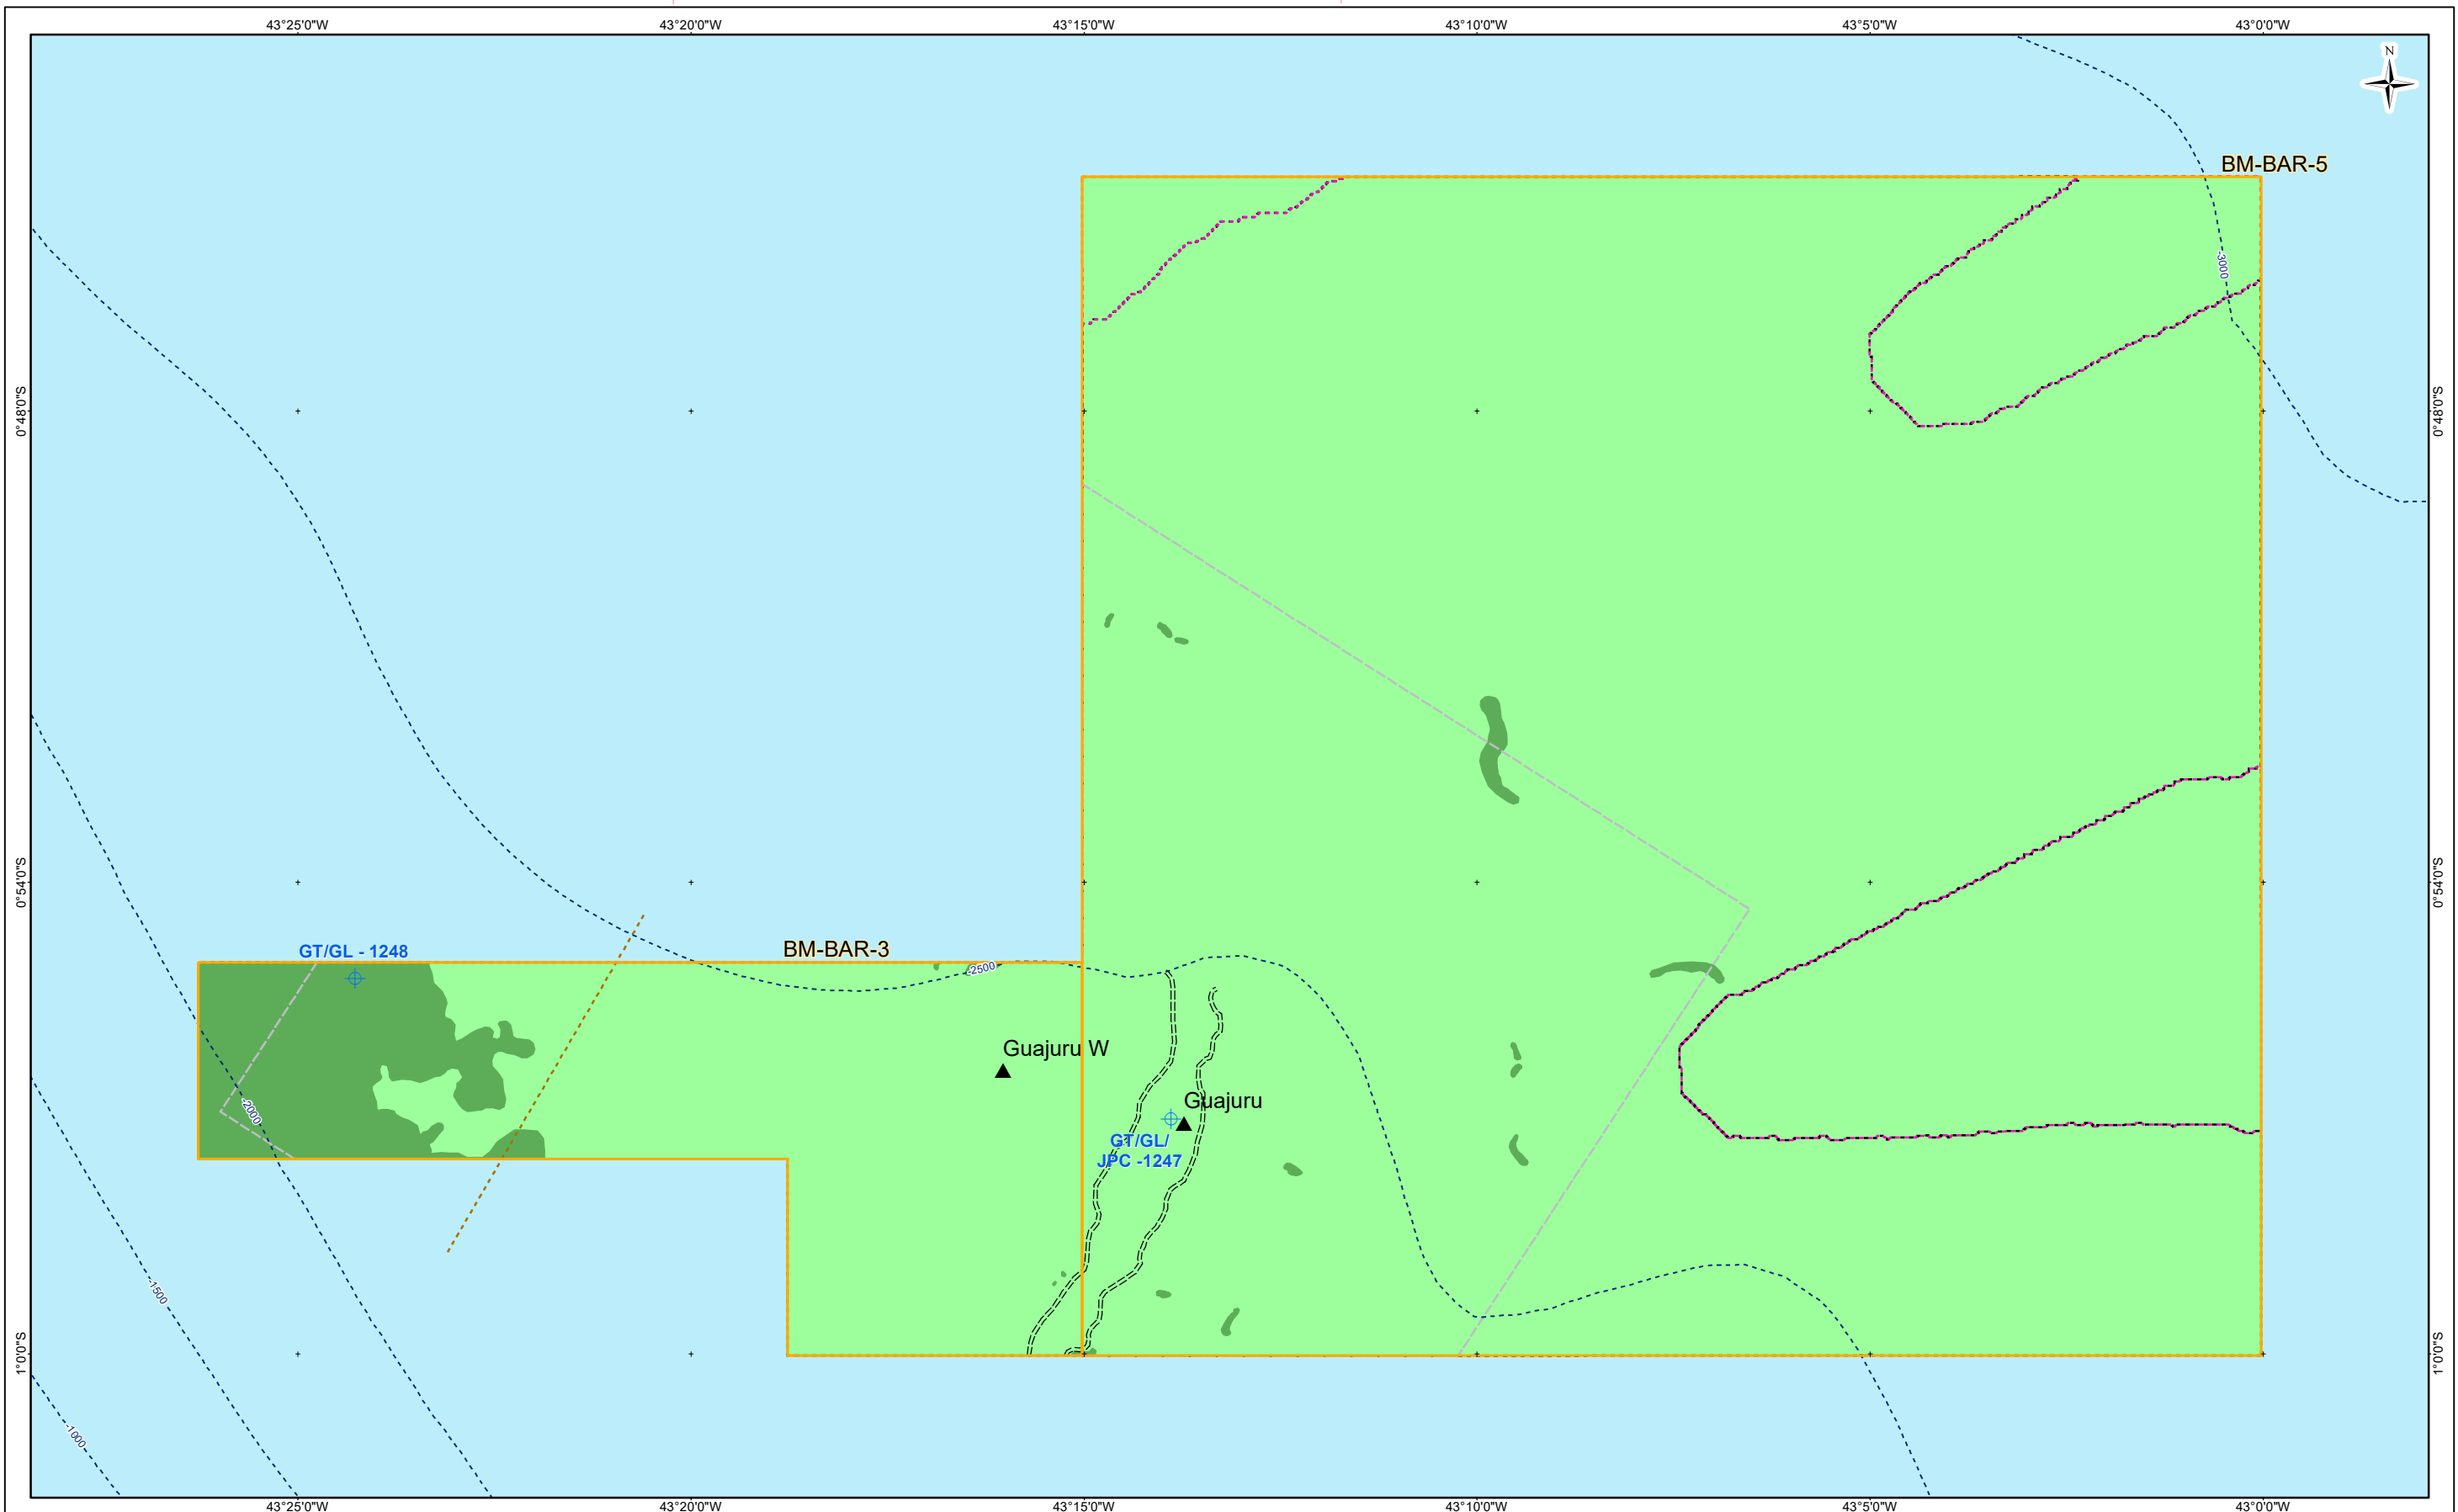 43°25'0"W
43°20'0"W
43°15'0"W
43°10'0"W
43°5'0"W
43°0'0"W
N
BM-BAR-5
-3000
0°48'0"S
0°48'0"S
0°54'0"S
0°54'0"S
GT/GL - 1248
BM-BAR-3
-2500
Guajuru W
Guajuru
-2000
GT/GL/
JPC -1247
-1500
1°0'0"S
1°0'0"S
-1000
43°25'0"W
43°20'0"W
43°15'0"W
43°10'0"W
43°5'0"W
43°0'0"W